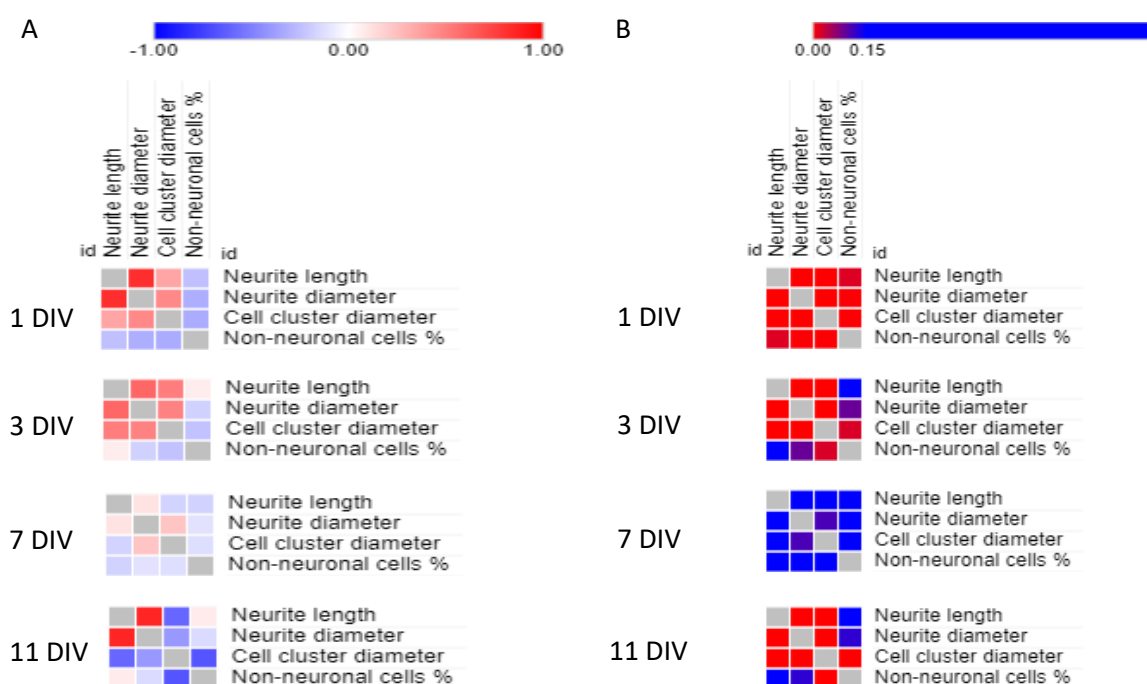 A
-1.00 0.00 1.00
Neurite length
Neurite diameter
Cell cluster diameter
Non-neuronal cells %
id id
1 DIV
Neurite length
Neurite diameter
Cell cluster diameter
Non-neuronal cells %
3 DIV
Neurite length
Neurite diameter
Cell cluster diameter
Non-neuronal cells %
7 DIV
Neurite length
Neurite diameter
Cell cluster diameter
Non-neuronal cells %
11 DIV
Neurite length
Neurite diameter
Cell cluster diameter
Non-neuronal cells %
B
0.00 0.15
Neurite length
Neurite diameter
Cell cluster diameter
Non-neuronal cells %
id id
1 DIV
Neurite length
Neurite diameter
Cell cluster diameter
Non-neuronal cells %
3 DIV
Neurite length
Neurite diameter
Cell cluster diameter
Non-neuronal cells %
7 DIV
Neurite length
Neurite diameter
Cell cluster diameter
Non-neuronal cells %
11 DIV
Neurite length
Neurite diameter
Cell cluster diameter
Non-neuronal cells %